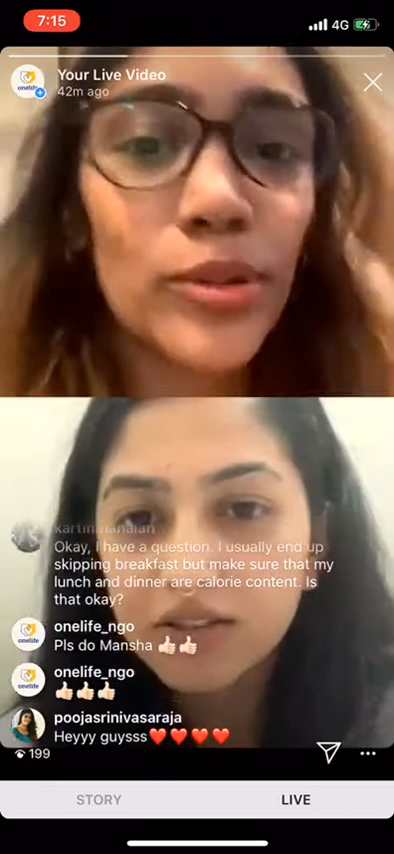 7:15
4G
Your Live Video
42m ago
onelife
Okay, I have a question. I usually end up
skipping breakfast but make sure that my
lunch and dinner are calorie content. Is
that okay?
onelife_ngo
onelife
Pls do Mansha 👍🏻👍🏻
onelife_ngo
onelife
👍🏻👍🏻👍🏻
poojasrinivasaraja
Heyyy guysss❤️❤️❤️❤️
199
STORY
LIVE